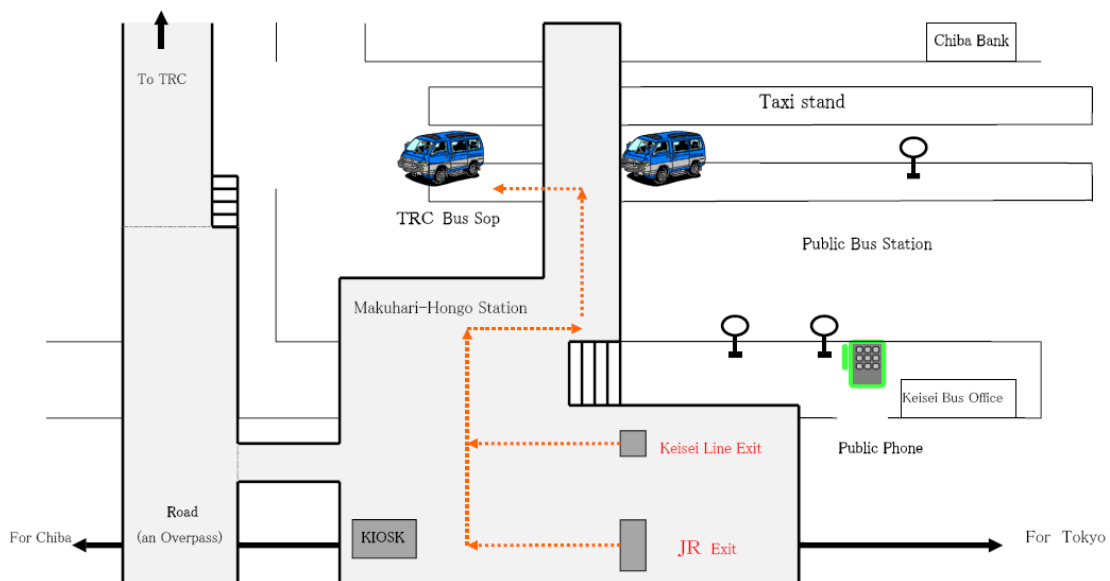 Chiba Bank
To TRC
Taxi stand
TRC Bus Sop
Public Bus Station
Makuhari-Hongo Station
Keisei Bus Office
Keisei Line Exit
Public Phone
Road
(an Overpass)
For Chiba
KIOSK
JR Exit
For Tokyo